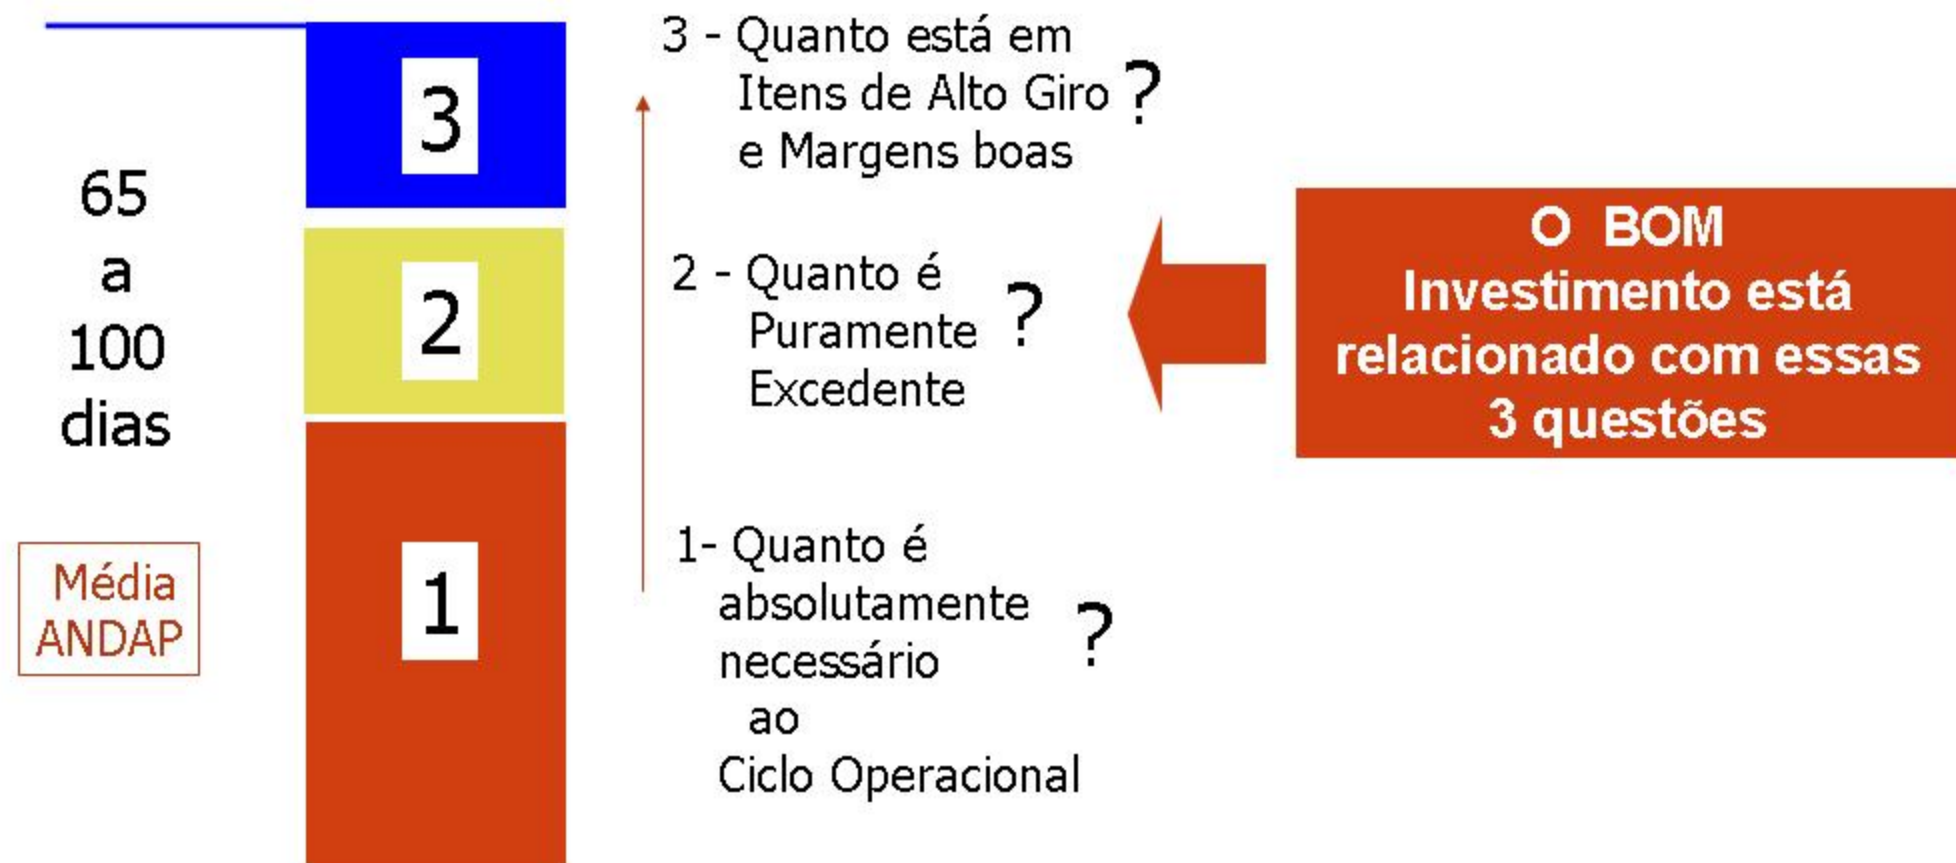 65
a
100
dias
Média
ANDAP
3
2
1
3 - Quanto está em
Itens de Alto Giro ?
e Margens boas
2 - Quanto é
Puramente ?
Excedente
1- Quanto é
absolutamente
necessário ?
ao
Ciclo Operacional
O BOM
Investimento está
relacionado com essas
3 questões